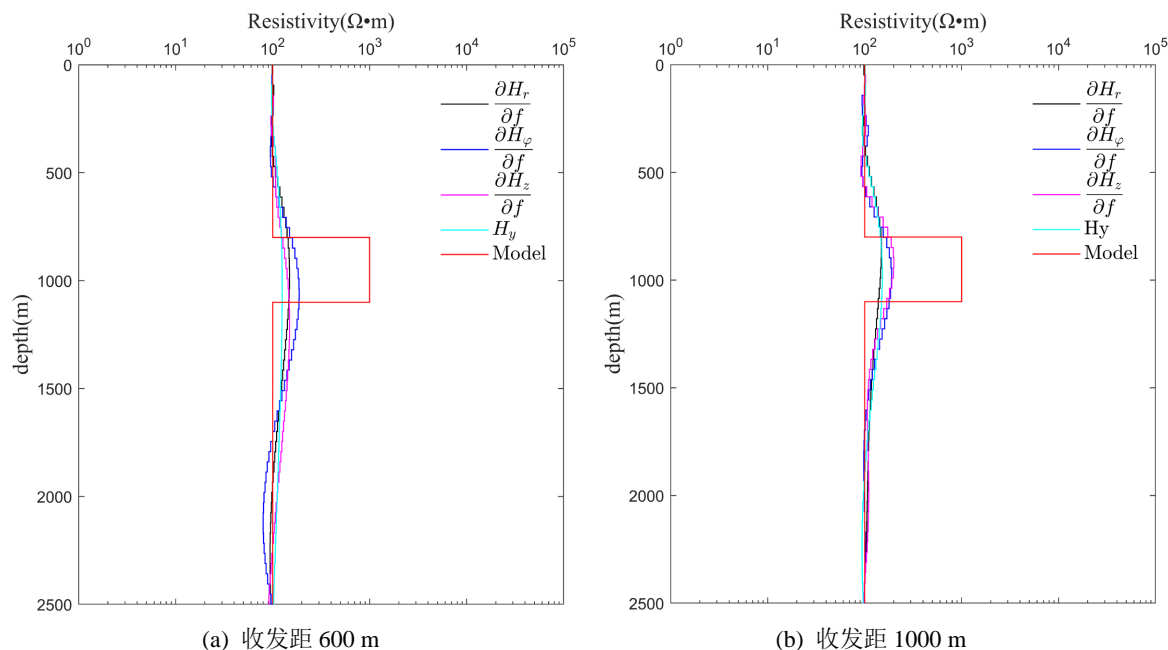 Resistivity(Ω•m)
10^0 10^1 10^2 10^3 10^4 10^5
depth(m)
0
500
1000
1500
2000
2500
∂H_r/∂f
∂H_φ/∂f
∂H_z/∂f
H_y
Model
(a) 收发距 600 m
Resistivity(Ω•m)
10^0 10^1 10^2 10^3 10^4 10^5
depth(m)
0
500
1000
1500
2000
2500
∂H_r/∂f
∂H_φ/∂f
∂H_z/∂f
Hy
Model
(b) 收发距 1000 m